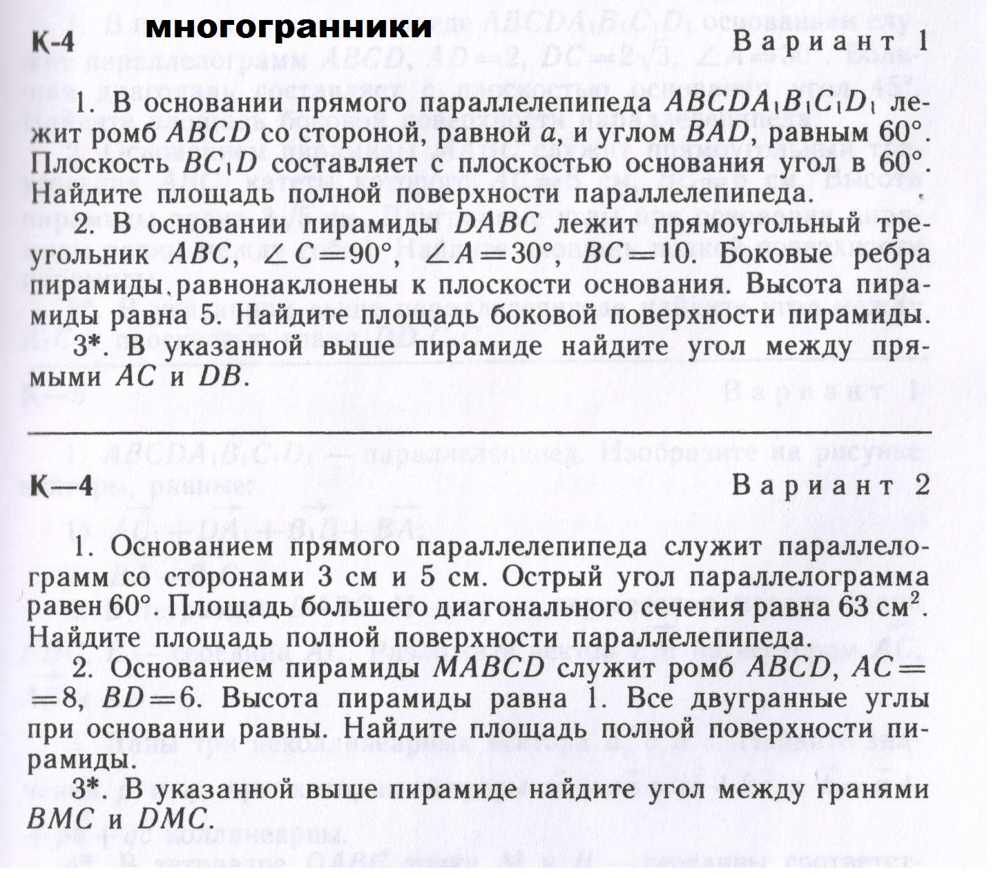 многогранники
К-4
Вариант 1
1. В основании прямого параллелепипеда ABCDA₁B₁C₁D₁ ле-
жит ромб ABCD со стороной, равной a, и углом BAD, равным 60°.
Плоскость BC₁D составляет с плоскостью основания угол в 60°.
Найдите площадь полной поверхности параллелепипеда.
2. В основании пирамиды DABC лежит прямоугольный тре-
угольник ABC, ∠C=90°, ∠A=30°, BC=10. Боковые ребра
пирамиды равнонаклонены к плоскости основания. Высота пира-
миды равна 5. Найдите площадь боковой поверхности пирамиды.
3*. В указанной выше пирамиде найдите угол между пря-
мыми AC и DB.
К—4
Вариант 2
1. Основанием прямого параллелепипеда служит параллело-
грамм со сторонами 3 см и 5 см. Острый угол параллелограмма
равен 60°. Площадь большего диагонального сечения равна 63 см².
Найдите площадь полной поверхности параллелепипеда.
2. Основанием пирамиды MABCD служит ромб ABCD, AC=
=8, BD=6. Высота пирамиды равна 1. Все двугранные углы
при основании равны. Найдите площадь полной поверхности пи-
рамиды.
3*. В указанной выше пирамиде найдите угол между гранями
BMC и DMC.